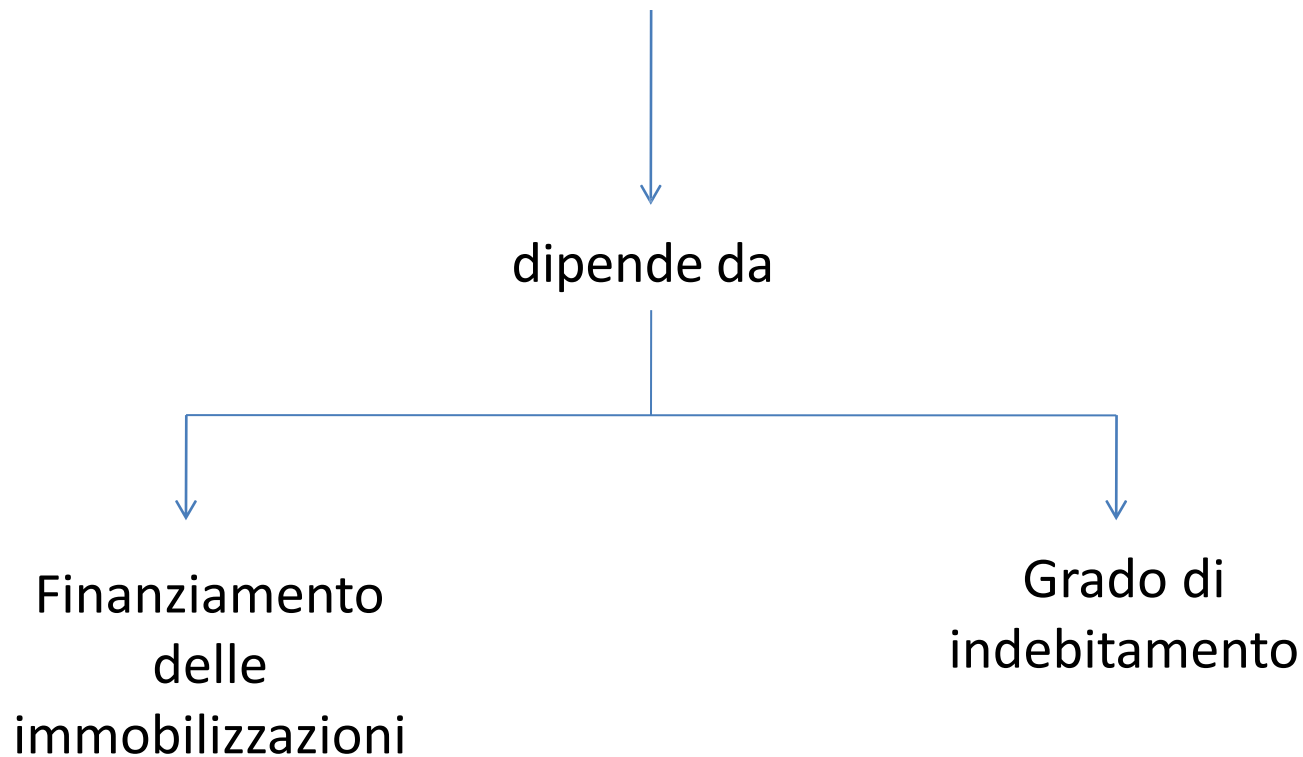 dipende da
Finanziamento
delle
immobilizzazioni
Grado di
indebitamento